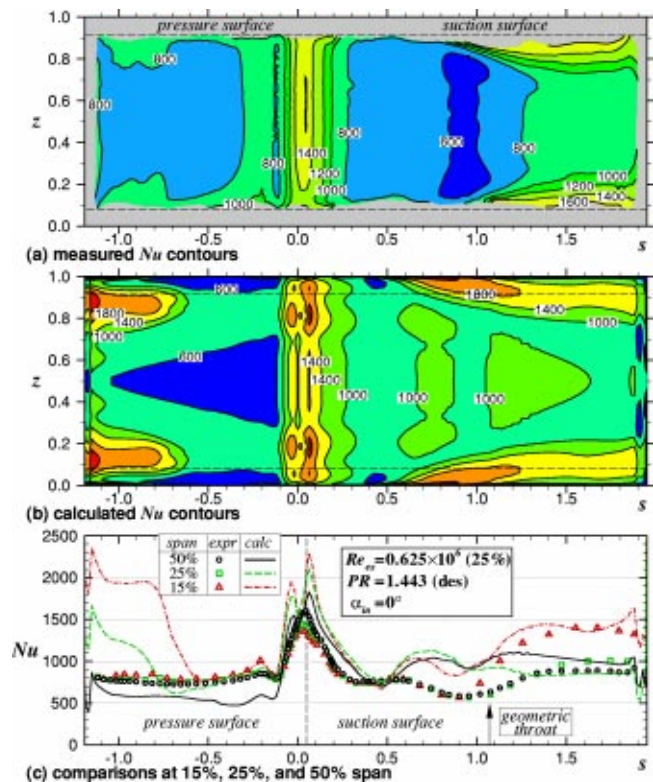 pressure surface suction surface
1.0
800 800
0.8
z 0.6 800 600 800
0.4 1400
1200
0.2 800 1000 1000
1000 1200 1400
1600
0.0
-1.0 -0.5 0.0 0.5 1.0 1.5 s
(a) measured Nu contours
1.0 600
0.8 1800 1800
1400 1400
1000 1000
z 0.6 600 1400
0.4 1400 1000 1000 1000
0.2
0.0
-1.0 -0.5 0.0 0.5 1.0 1.5 s
(b) calculated Nu contours
2500
span expr calc
50%
25%
15%
Re_es=0.625×10^6 (25%)
PR=1.443 (des)
α_in=0°
2000
1500
Nu
1000
500
pressure surface suction surface geometric throat
0
-1.0 -0.5 0.0 0.5 1.0 1.5 s
(c) comparisons at 15%, 25%, and 50% span